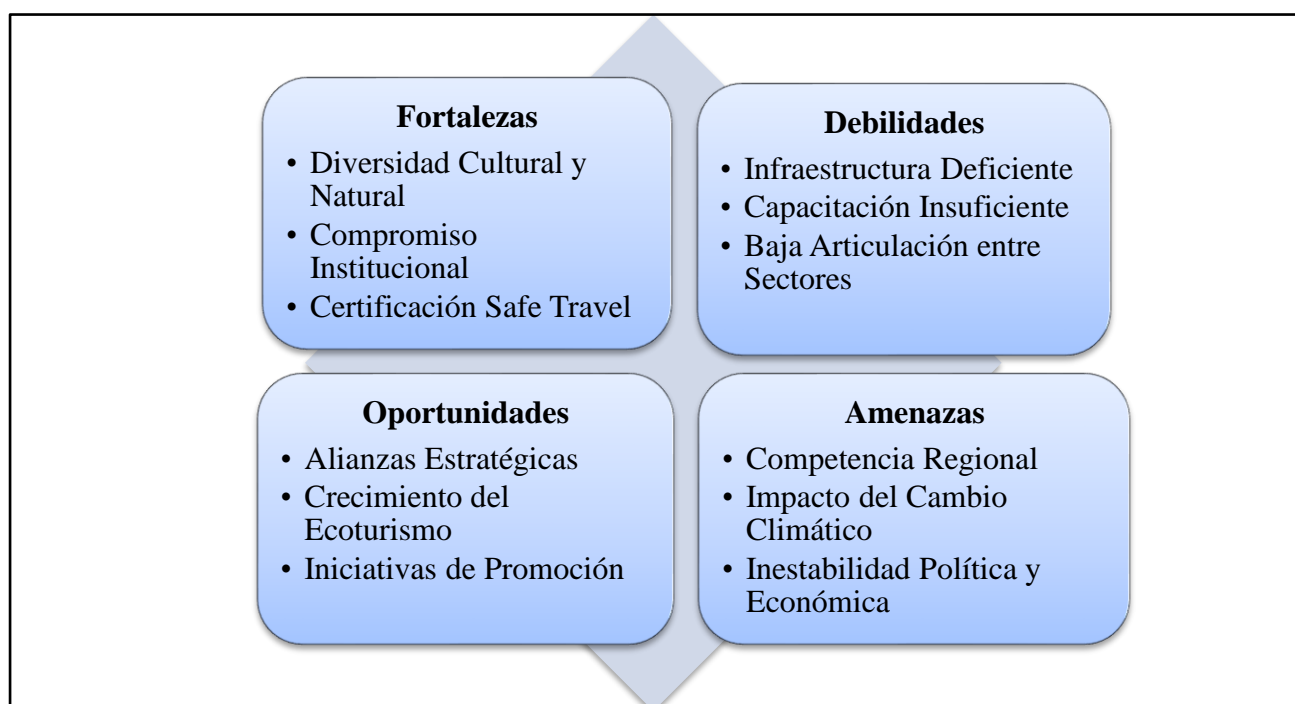 Fortalezas
• Diversidad Cultural y
Natural
• Compromiso
Institucional
• Certificación Safe Travel
Debilidades
• Infraestructura Deficiente
• Capacitación Insuficiente
• Baja Articulación entre
Sectores
Oportunidades
• Alianzas Estratégicas
• Crecimiento del
Ecoturismo
• Iniciativas de Promoción
Amenazas
• Competencia Regional
• Impacto del Cambio
Climático
• Inestabilidad Política y
Económica